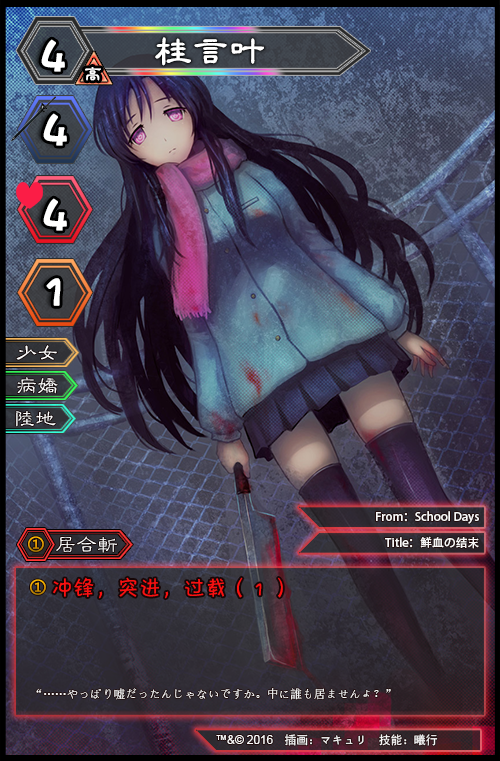 4
高
桂言叶
4
4
1
少女
病嬌
陸地
From: School Days
Title: 鮮血の结末
① 居合斬
① 冲锋，突进，过载（1）
“……やっぱり嘘だったんじゃないですか。中に誰も居ませんよ？”
™&© 2016 插画：マキュリ 技能：曦行